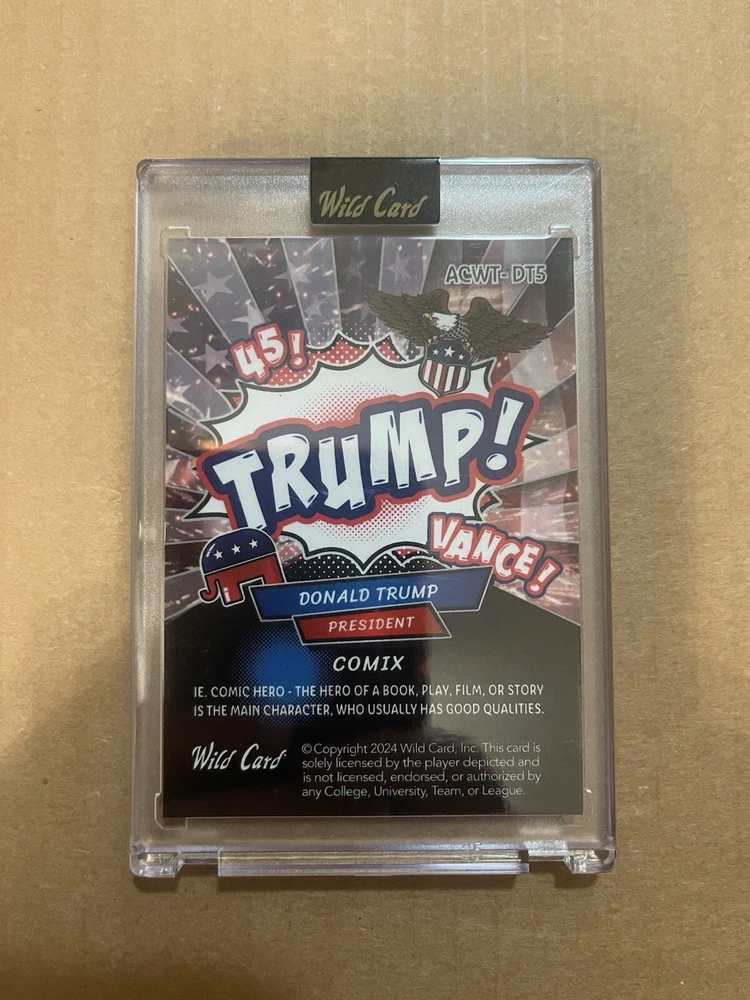 Wild Card
ACWT-DT5
45!
TRUMP!
VANCE!
DONALD TRUMP
PRESIDENT
COMIX
IE. COMIC HERO - THE HERO OF A BOOK, PLAY, FILM, OR STORY
IS THE MAIN CHARACTER, WHO USUALLY HAS GOOD QUALITIES.
Wild Card
©Copyright 2024 Wild Card, Inc. This card is
solely licensed by the player depicted and
is not licensed, endorsed, or authorized by
any College, University, Team, or League.